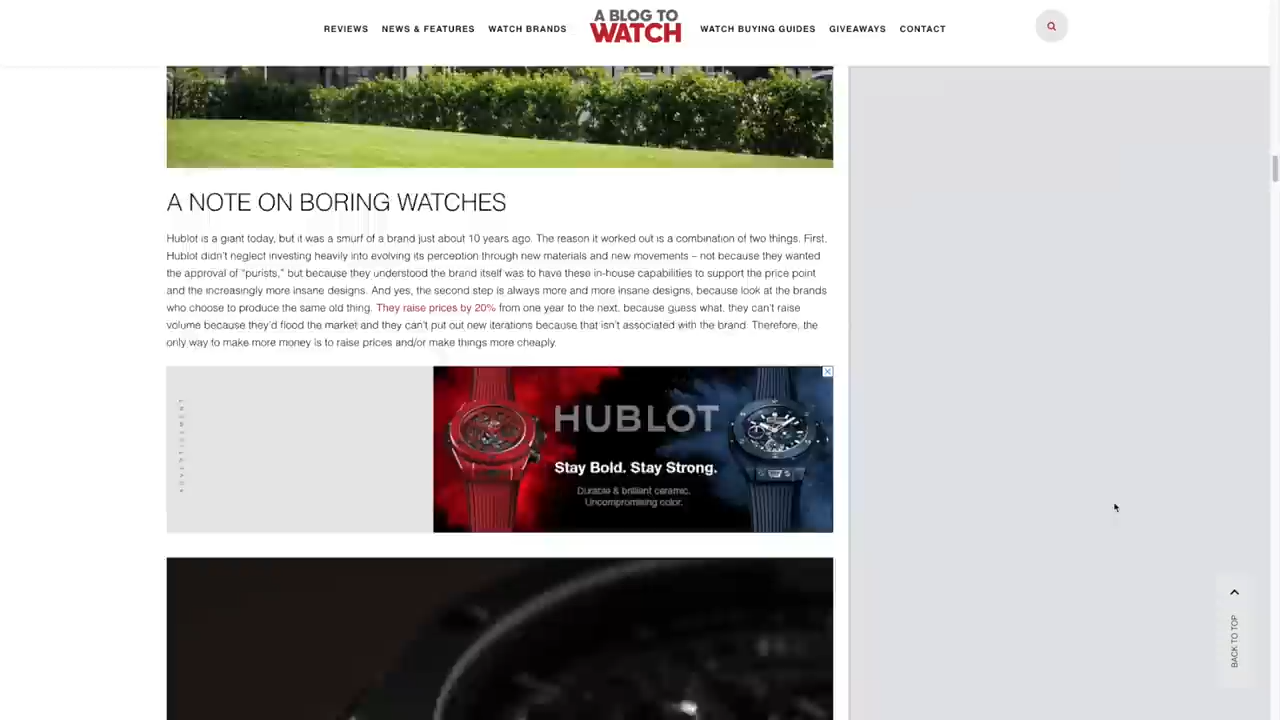 REVIEWS NEWS & FEATURES WATCH BRANDS A BLOG TO WATCH WATCH BUYING GUIDES GIVEAWAYS CONTACT
A NOTE ON BORING WATCHES
Hublot is a giant today, but it was a smurf of a brand just about 10 years ago. The reason it worked out is a combination of two things. First,
Hublot didn't neglect investing heavily into evolving its perception through new materials and new movements – not because they wanted
the approval of "purists," but because they understood the brand itself was to have these in-house capabilities to support the price point
and the increasingly more insane designs. And yes, the second step is always more and more insane designs, because look at the brands
who choose to produce the same old thing. They raise prices by 20% from one year to the next, because guess what, they can't raise
volume because they'd flood the market and they can't put out new iterations because that isn't associated with the brand. Therefore, the
only way to make more money is to raise prices and/or make things more cheaply.
ADVERTISEMENT
HUBLOT
Stay Bold. Stay Strong.
Durable & brilliant ceramic.
Uncompromising color.
BACK TO TOP